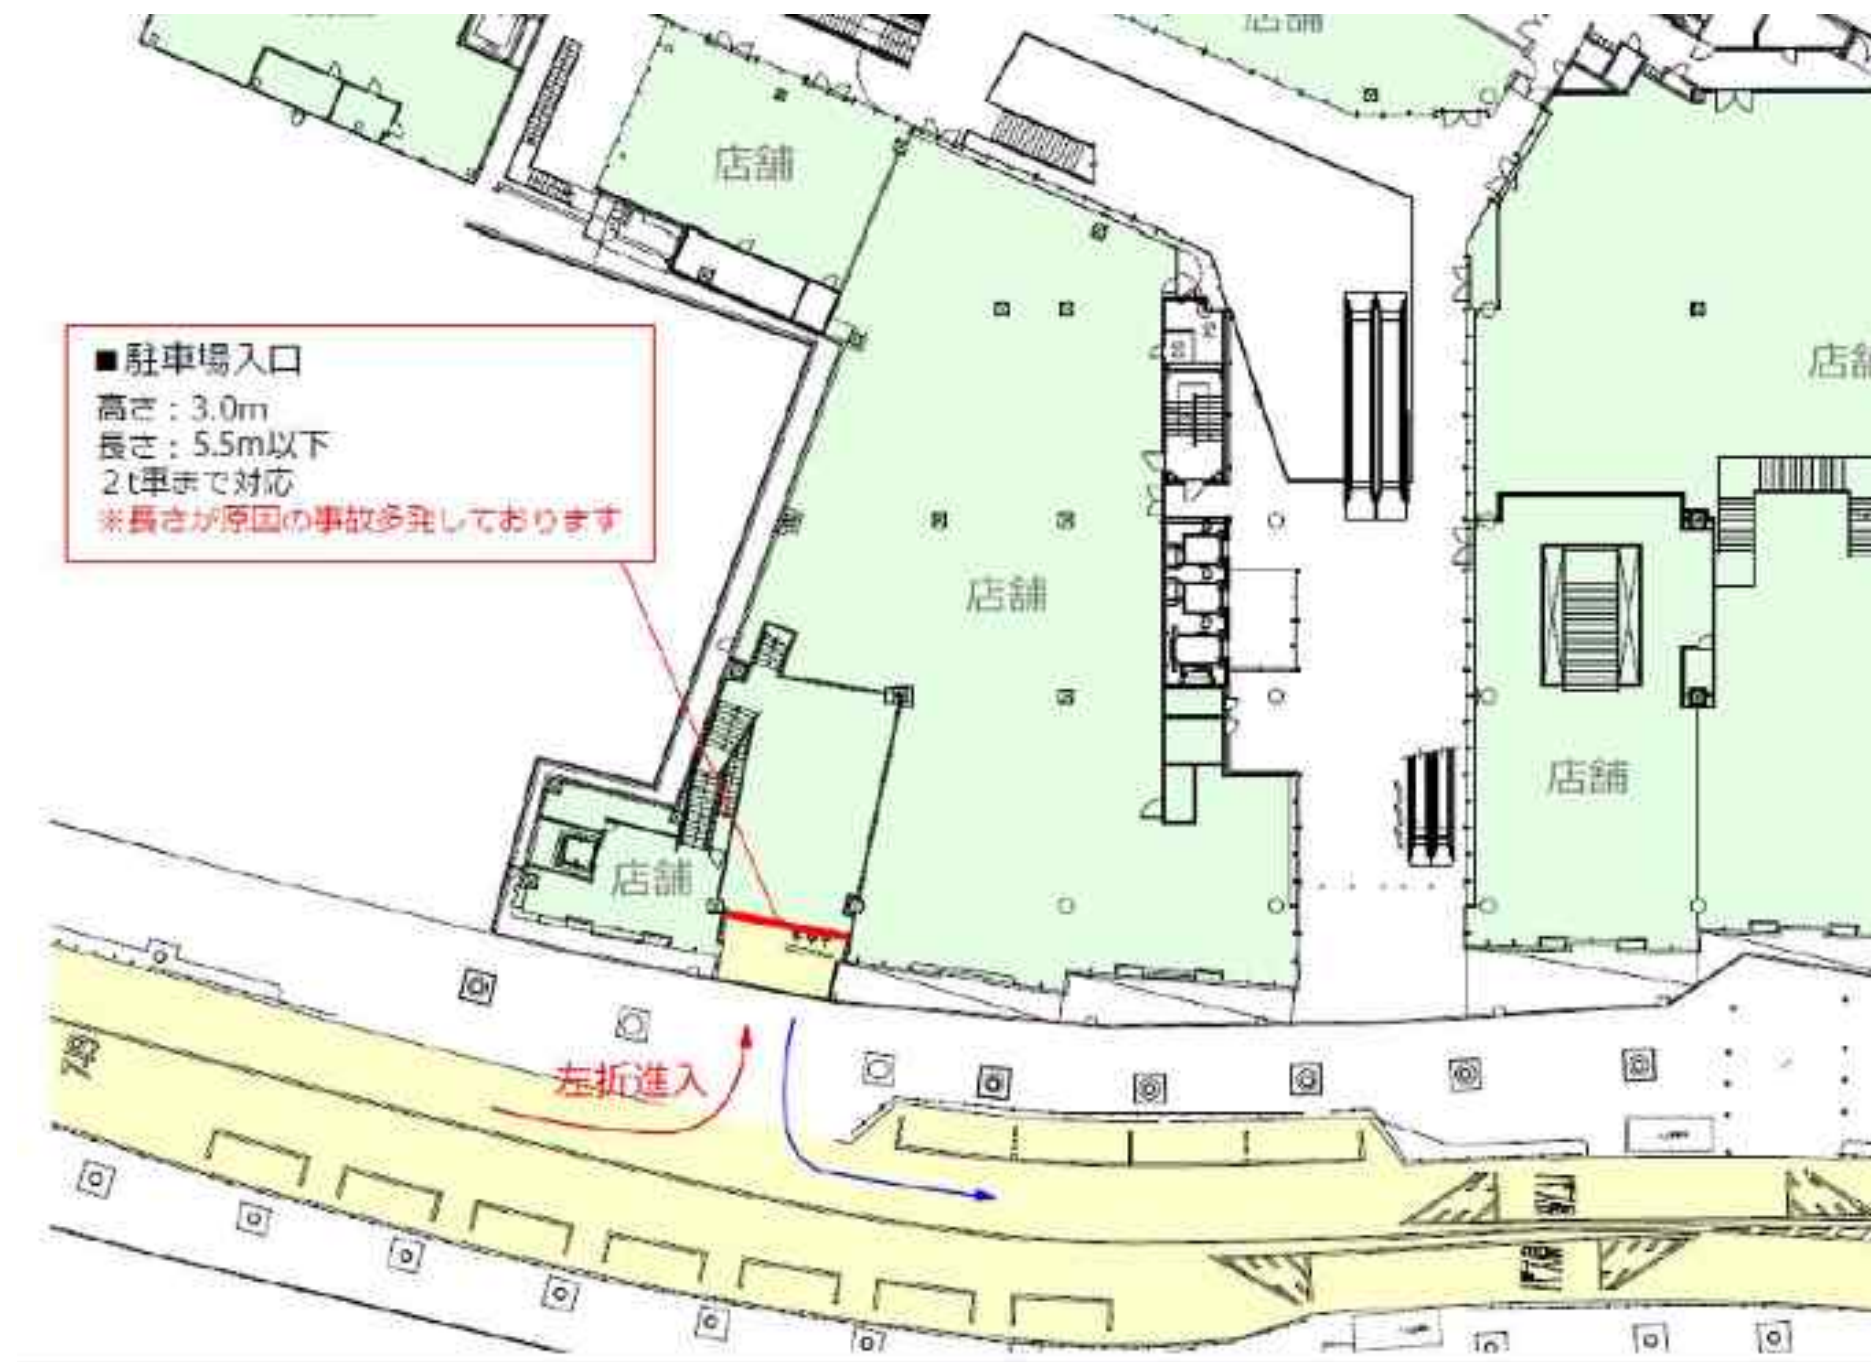 店舗
店舗
■駐車場入口
高さ：3.0m
長さ：5.5m以下
2t車まで対応
※長さが原因の事故多発しております
店舗
店舗
店舗
店舗
左折進入